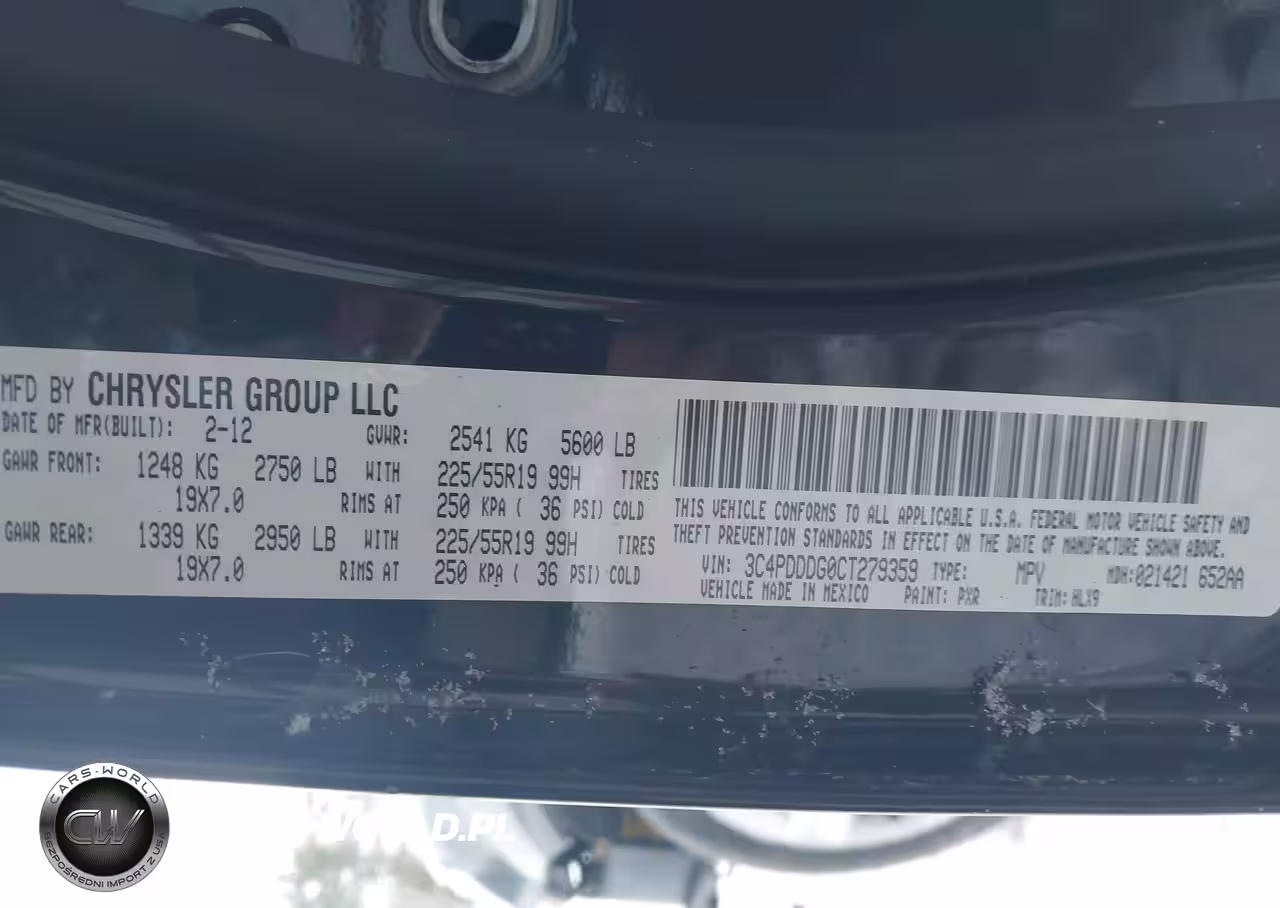 MFD BY CHRYSLER GROUP LLC
DATE OF MFR(BUILT): 2-12 GVWR: 2541 KG 5600 LB
GAWR FRONT: 1248 KG 2750 LB WITH 225/55R19 99H TIRES
19X7.0 RIMS AT 250 KPA ( 36 PSI) COLD
GAWR REAR: 1339 KG 2950 LB WITH 225/55R19 99H TIRES
19X7.0 RIMS AT 250 KPA ( 36 PSI) COLD
THIS VEHICLE CONFORMS TO ALL APPLICABLE U.S.A. FEDERAL MOTOR VEHICLE SAFETY AND
THEFT PREVENTION STANDARDS IN EFFECT ON THE DATE OF MANUFACTURE SHOWN ABOVE.
VIN: 3C4PDDDG0CT279359 TYPE: MPV MDH:021421 652AA
VEHICLE MADE IN MEXICO PAINT: PXR TRIM: HLX9
CARS-WORLD
CW
BEZPOŚREDNI IMPORT Z USA
WORLD.PL